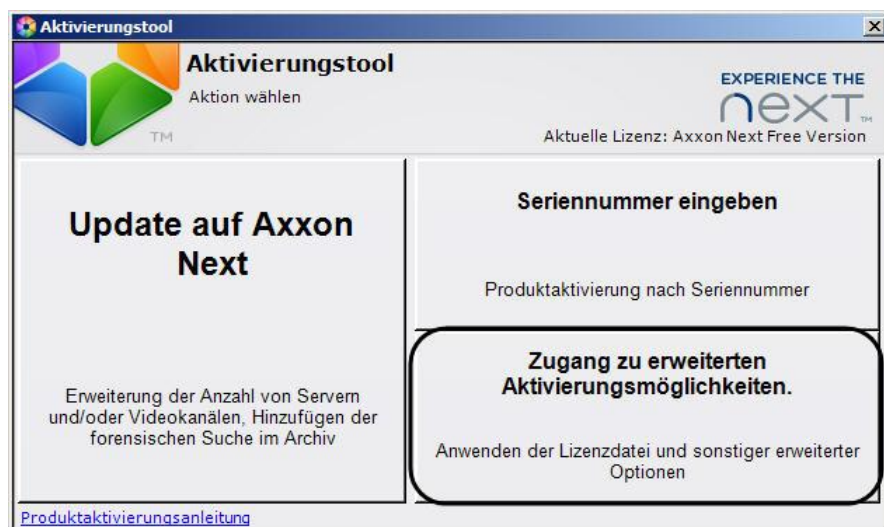 Aktivierungstool
Aktivierungstool
Aktion wählen
TM
EXPERIENCE THE
next
TM
Aktuelle Lizenz: Axxon Next Free Version
Update auf Axxon
Next
Erweiterung der Anzahl von Servern
und/oder Videokanälen, Hinzufügen der
forensischen Suche im Archiv
Seriennummer eingeben
Produktaktivierung nach Seriennummer
Zugang zu erweiterten
Aktivierungsmöglichkeiten.
Anwenden der Lizenzdatei und sonstiger erweiterter
Optionen
Produktaktivierungsanleitung